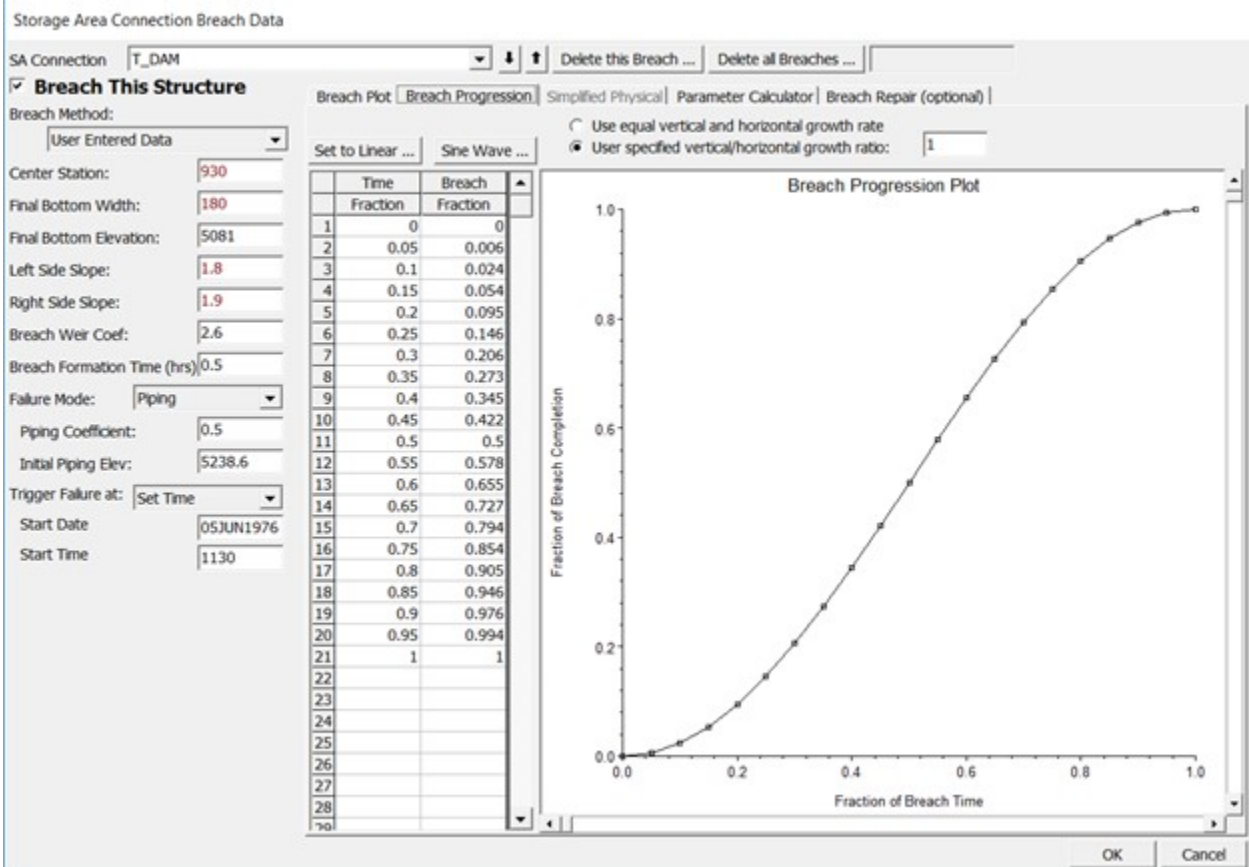 Storage Area Connection Breach Data
SA Connection T_DAM Delete this Breach ... Delete all Breaches ...
Breach This Structure
Breach Method:
User Entered Data
Center Station: 930
Final Bottom Width: 180
Final Bottom Elevation: 5081
Left Side Slope: 1.8
Right Side Slope: 1.9
Breach Weir Coef: 2.6
Breach Formation Time (hrs) 0.5
Failure Mode: Piping
Piping Coefficient: 0.5
Initial Piping Elev: 5238.6
Trigger Failure at: Set Time
Start Date 05JUN1976
Start Time 1130
Breach Plot Breach Progression Simplified Physical Parameter Calculator Breach Repair (optional)
Use equal vertical and horizontal growth rate
User specified vertical/horizontal growth ratio: 1
Set to Linear ... Sine Wave ...
Time Breach
Fraction Fraction
1 0 0
2 0.05 0.006
3 0.1 0.024
4 0.15 0.054
5 0.2 0.095
6 0.25 0.146
7 0.3 0.206
8 0.35 0.273
9 0.4 0.345
10 0.45 0.422
11 0.5 0.5
12 0.55 0.578
13 0.6 0.655
14 0.65 0.727
15 0.7 0.794
16 0.75 0.854
17 0.8 0.905
18 0.85 0.946
19 0.9 0.976
20 0.95 0.994
21 1 1
22
23
24
25
26
27
28
29
Breach Progression Plot
Fraction of Breach Completion
1.0
0.8
0.6
0.4
0.2
0.0
0.0 0.2 0.4 0.6 0.8 1.0
Fraction of Breach Time
OK Cancel